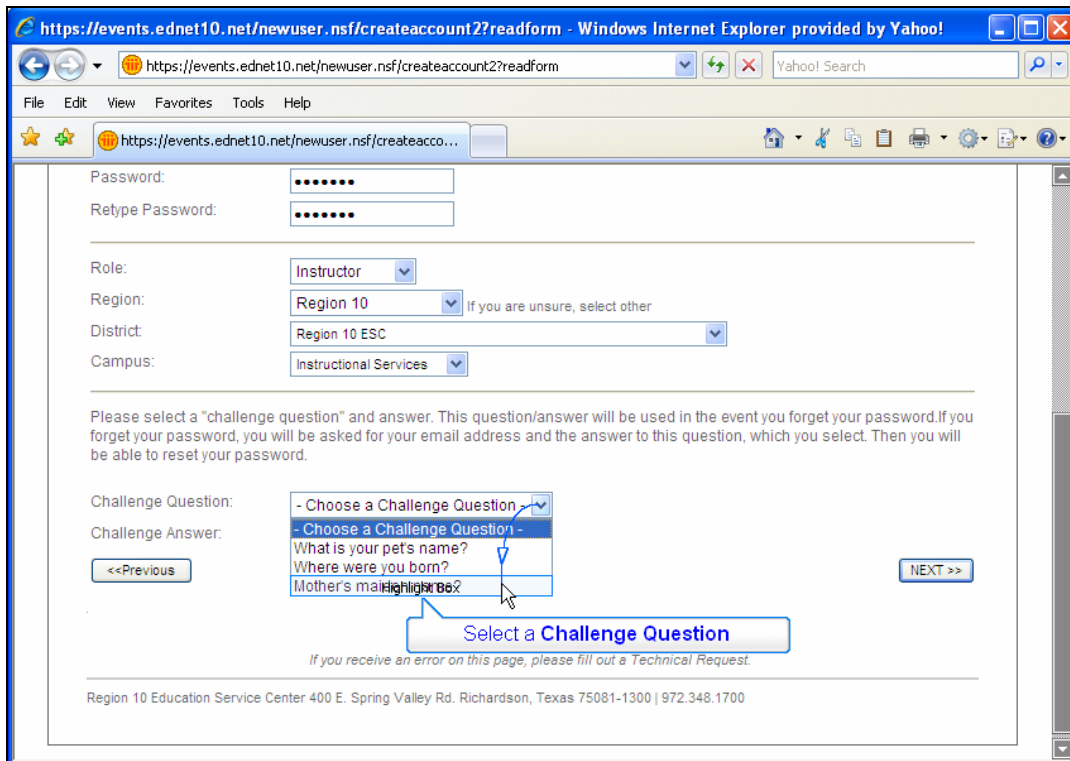 https://events.ednet10.net/newuser.nsf/createaccount2?readform - Windows Internet Explorer provided by Yahoo!
https://events.ednet10.net/newuser.nsf/createaccount2?readform
Yahoo! Search
File Edit View Favorites Tools Help
https://events.ednet10.net/newuser.nsf/createacco...
Password: •••••••
Retype Password: •••••••
Role: Instructor
Region: Region 10 If you are unsure, select other
District: Region 10 ESC
Campus: Instructional Services
Please select a "challenge question" and answer. This question/answer will be used in the event you forget your password.If you
forget your password, you will be asked for your email address and the answer to this question, which you select. Then you will
be able to reset your password.
Challenge Question: - Choose a Challenge Question -
- Choose a Challenge Question -
Challenge Answer:
What is your pet's name?
Where were you born?
<<Previous
NEXT >>
Mother's maiden name?
Highlight Box
Select a Challenge Question
If you receive an error on this page, please fill out a Technical Request.
Region 10 Education Service Center 400 E. Spring Valley Rd. Richardson, Texas 75081-1300 | 972.348.1700